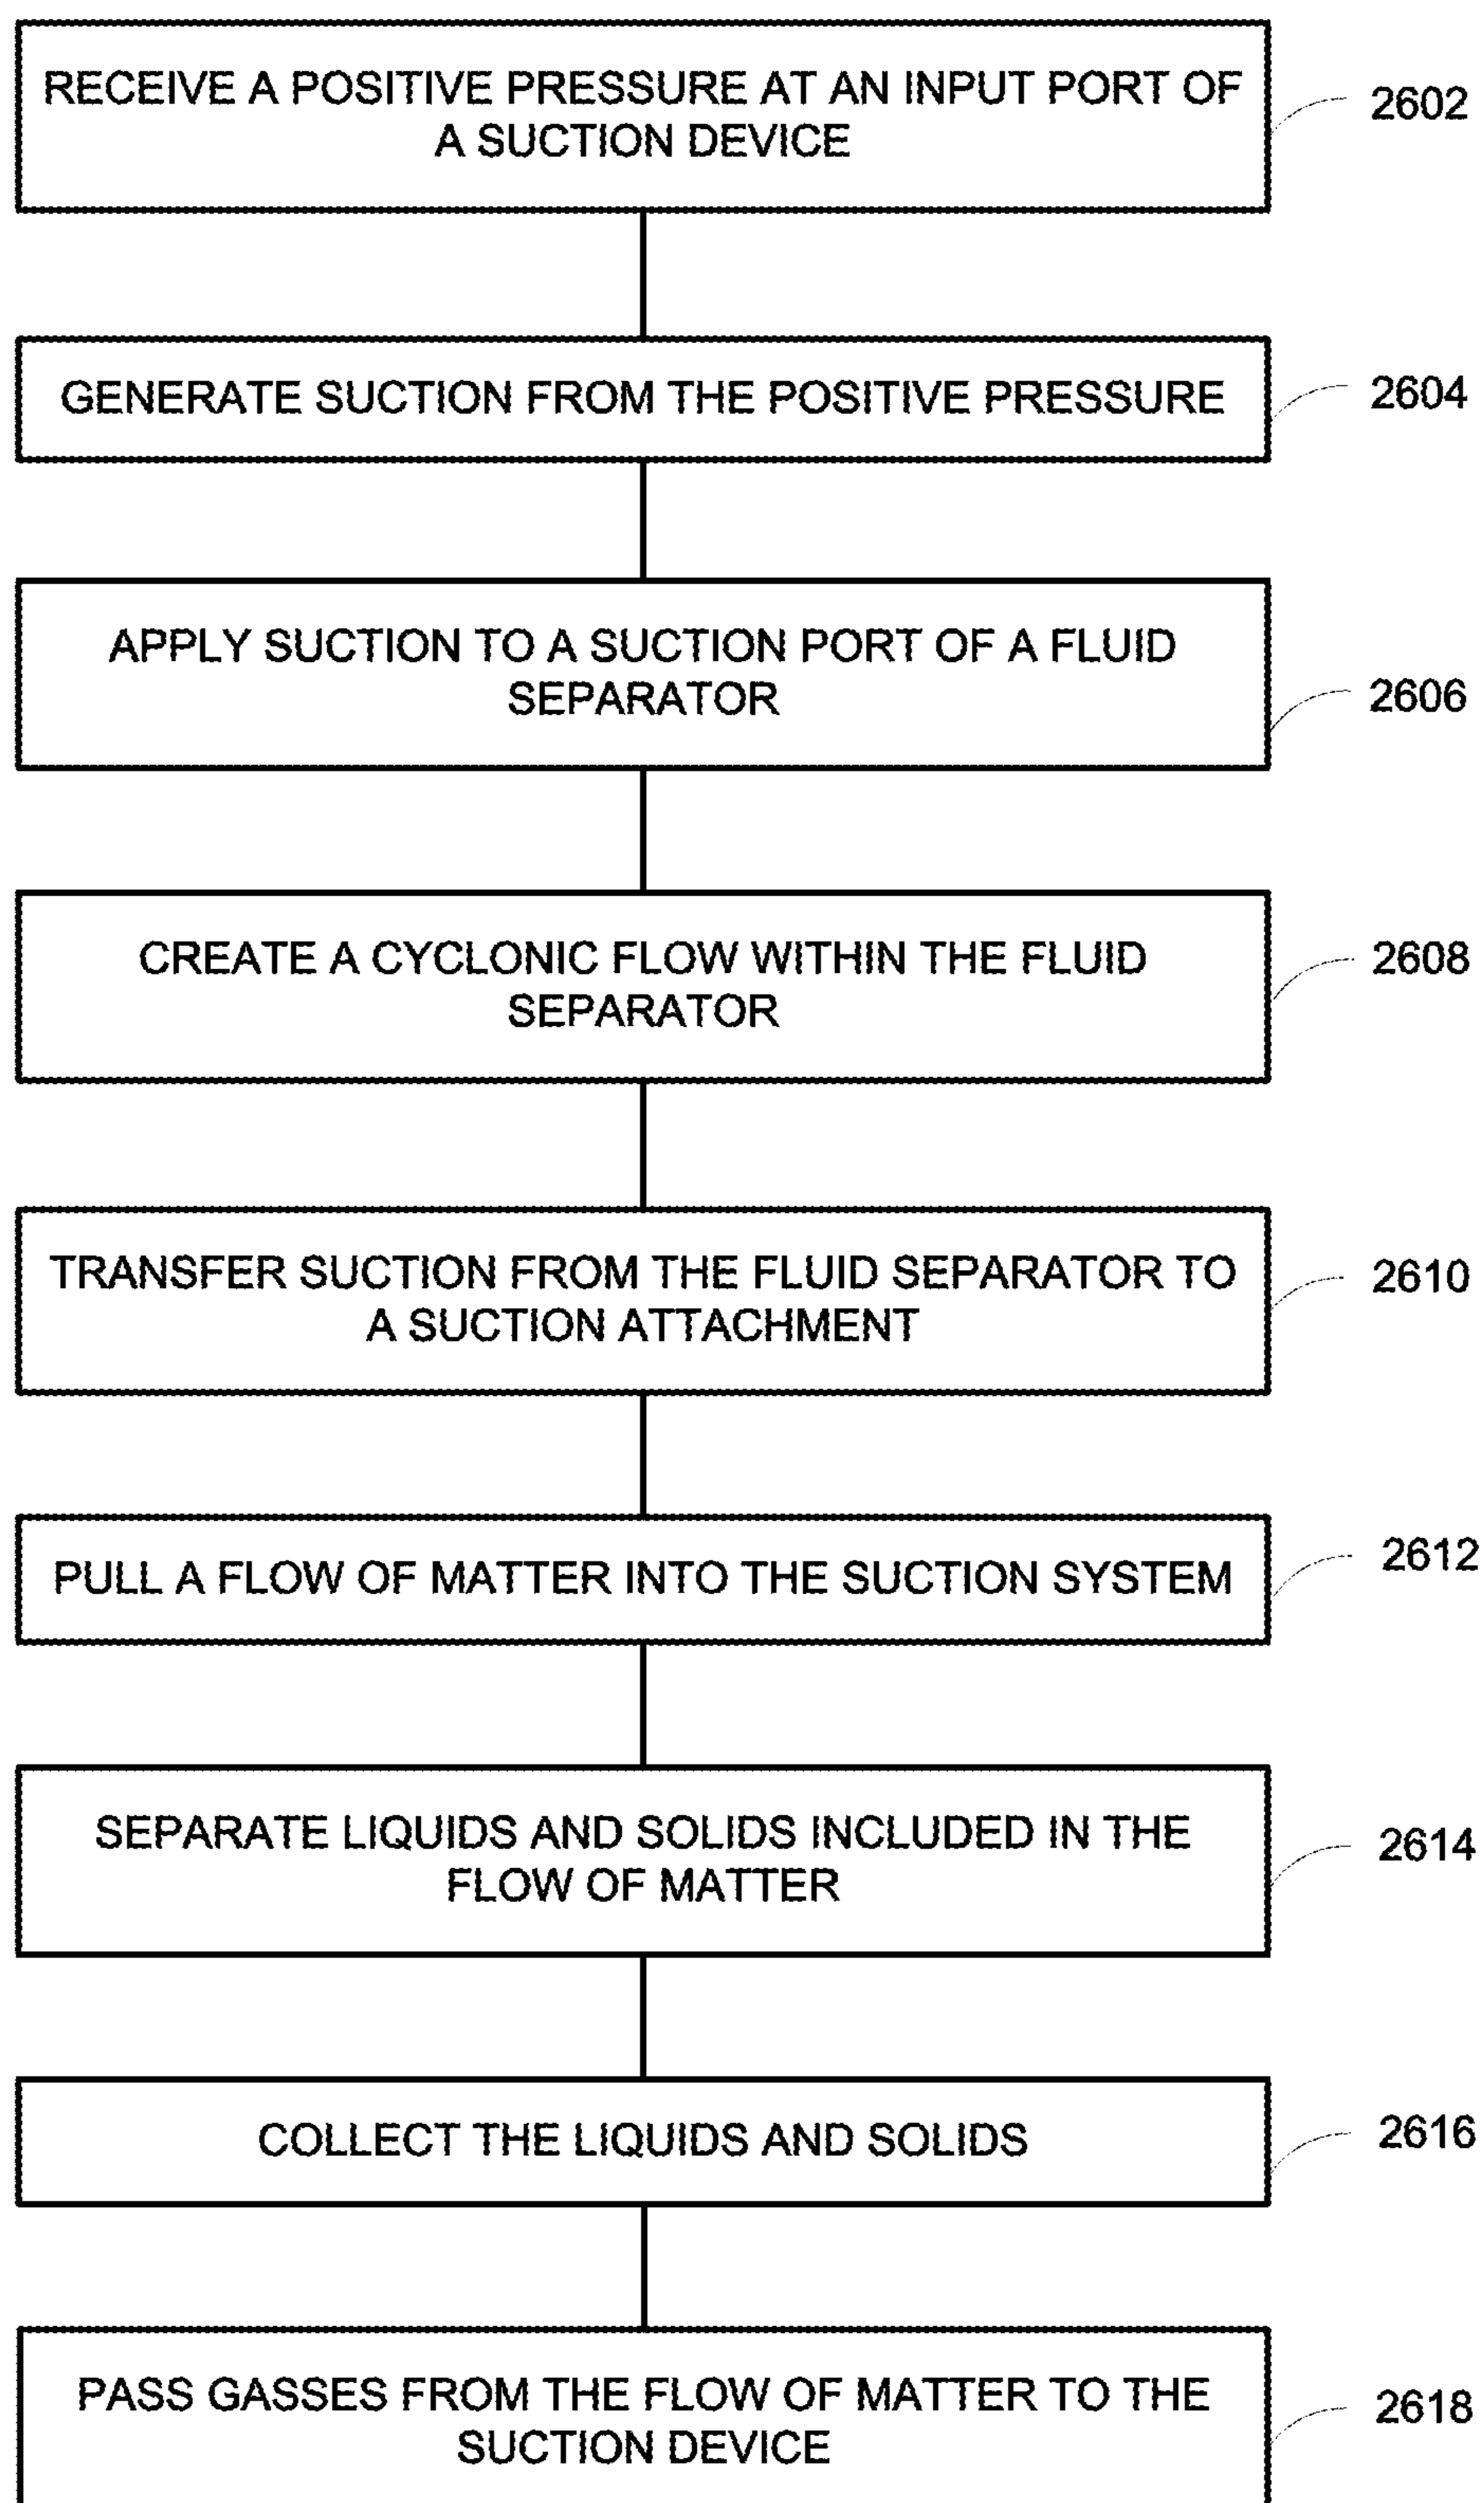 RECEIVE A POSITIVE PRESSURE AT AN INPUT PORT OF
A SUCTION DEVICE
2602
GENERATE SUCTION FROM THE POSITIVE PRESSURE
2604
APPLY SUCTION TO A SUCTION PORT OF A FLUID
SEPARATOR
2606
CREATE A CYCLONIC FLOW WITHIN THE FLUID
SEPARATOR
2608
TRANSFER SUCTION FROM THE FLUID SEPARATOR TO
A SUCTION ATTACHMENT
2610
PULL A FLOW OF MATTER INTO THE SUCTION SYSTEM
2612
SEPARATE LIQUIDS AND SOLIDS INCLUDED IN THE
FLOW OF MATTER
2614
COLLECT THE LIQUIDS AND SOLIDS
2616
PASS GASSES FROM THE FLOW OF MATTER TO THE
SUCTION DEVICE
2618